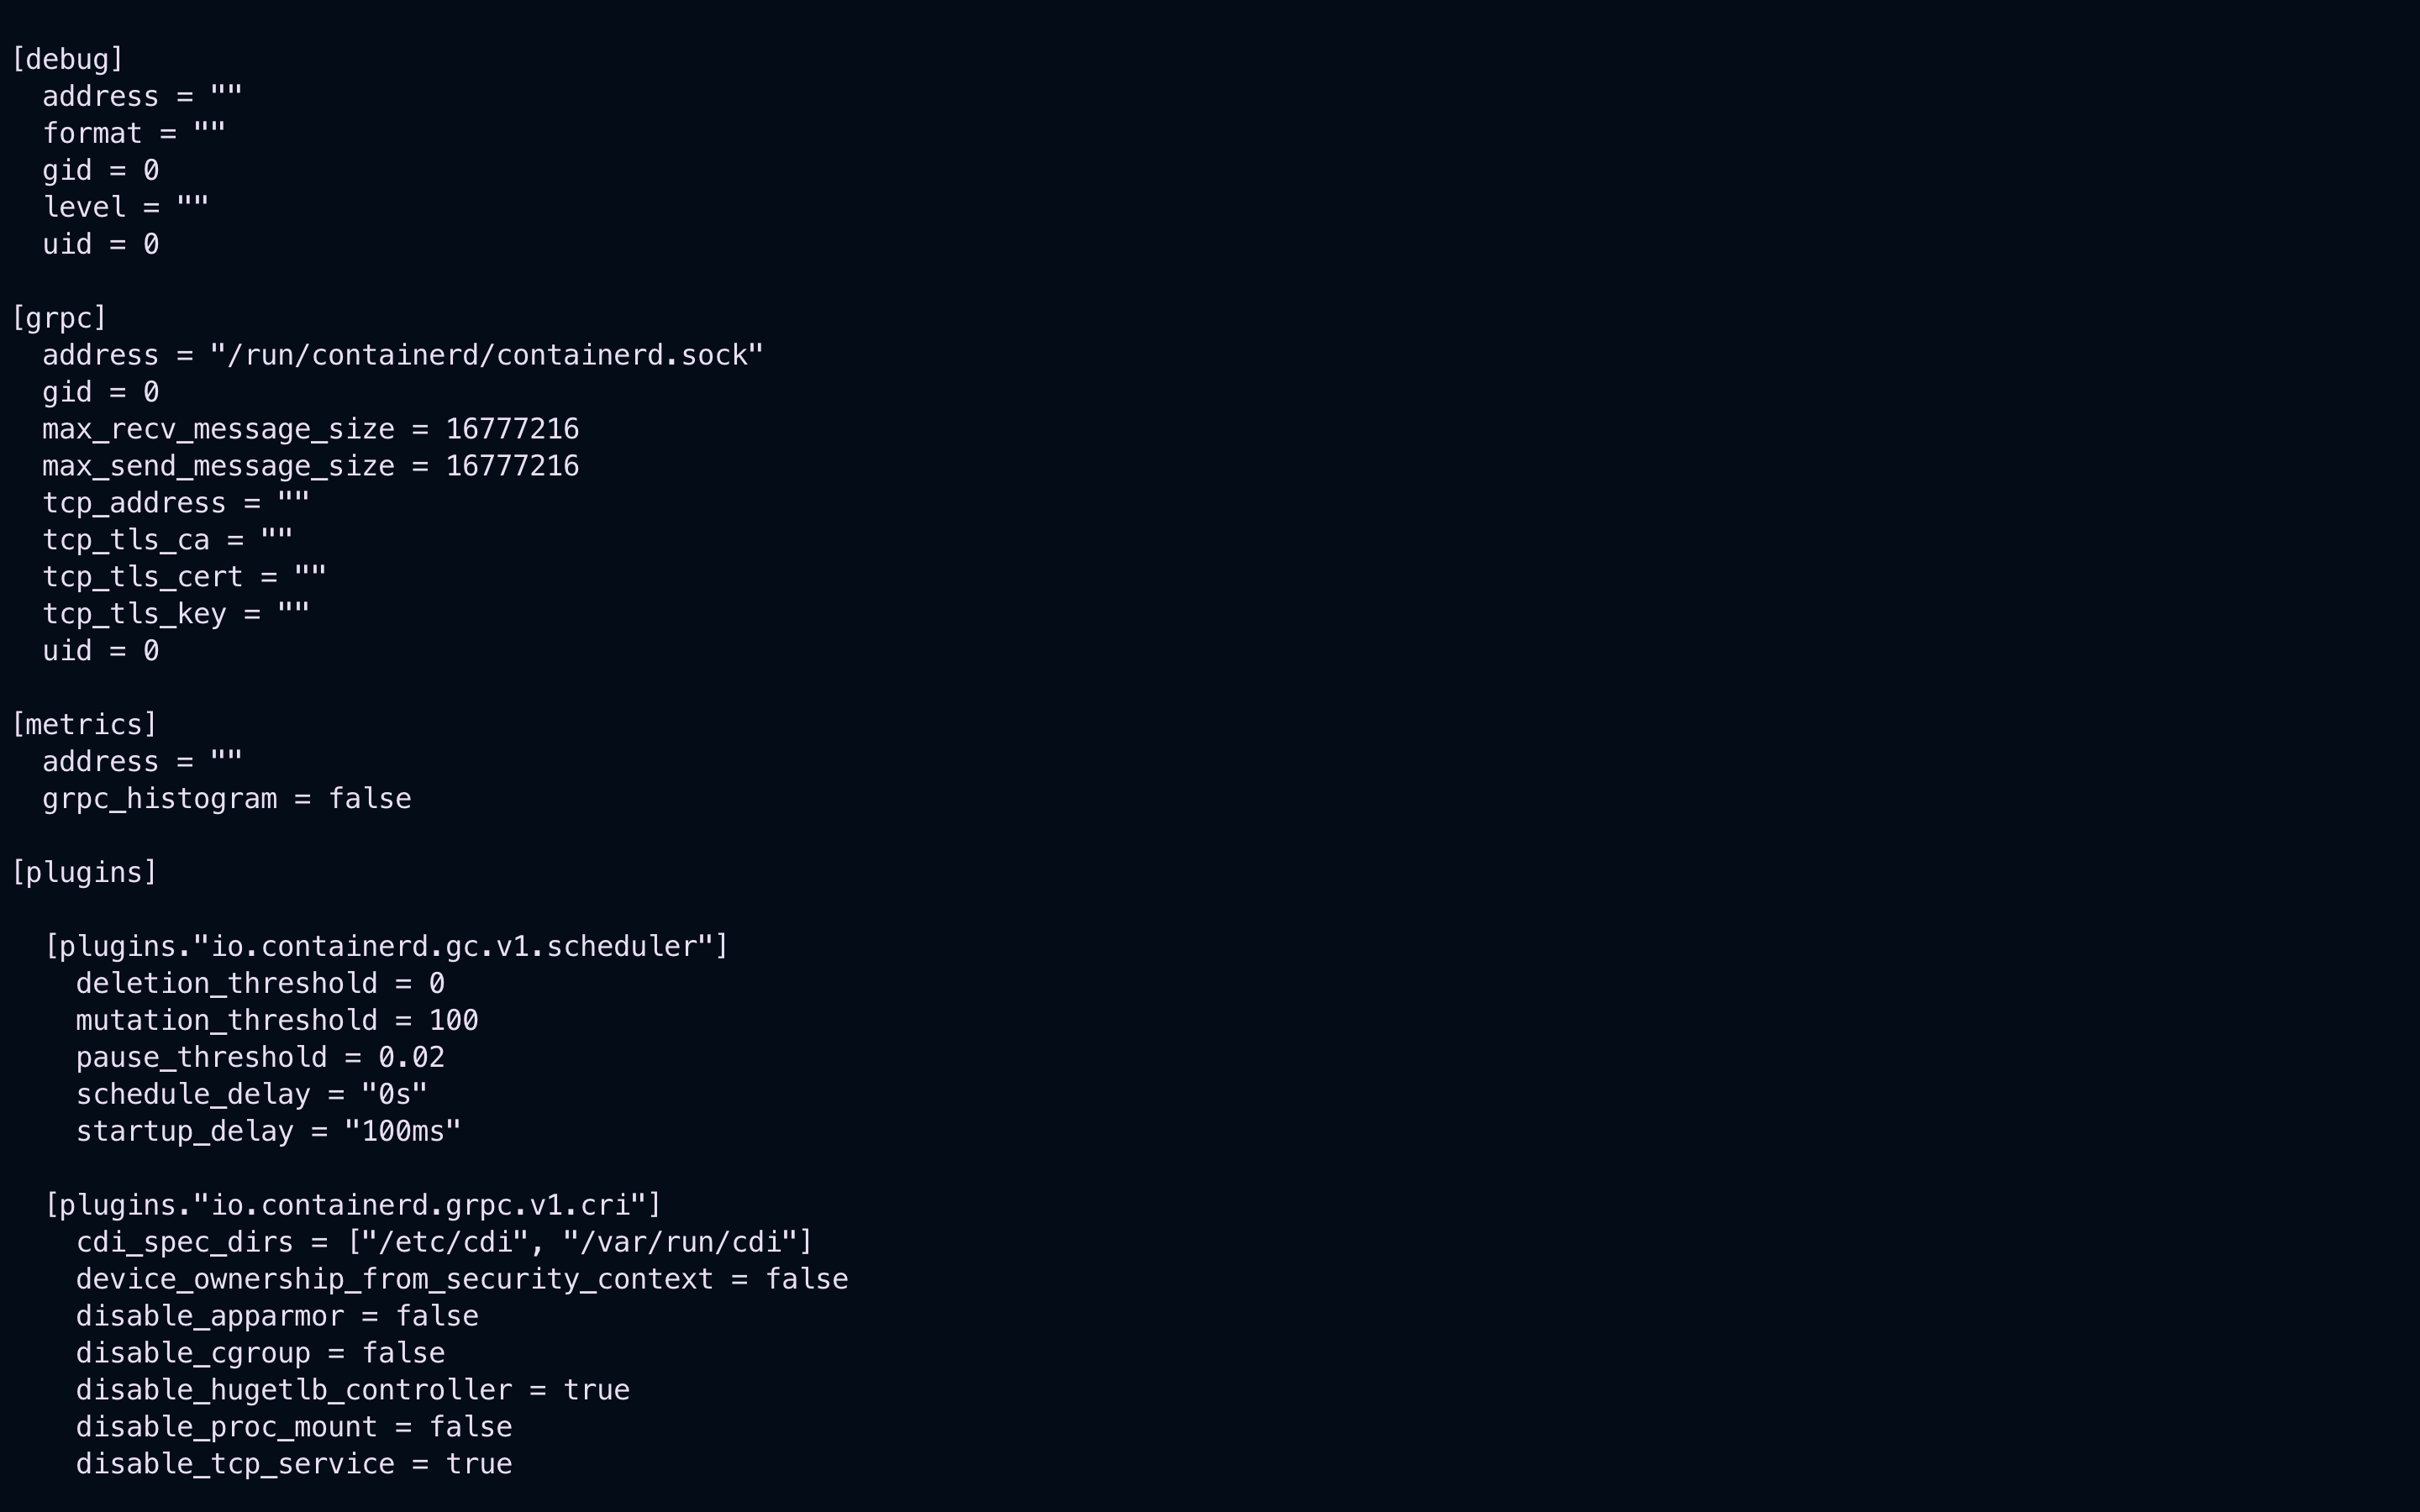 [debug]
  address = ""
  format = ""
  gid = 0
  level = ""
  uid = 0

[grpc]
  address = "/run/containerd/containerd.sock"
  gid = 0
  max_recv_message_size = 16777216
  max_send_message_size = 16777216
  tcp_address = ""
  tcp_tls_ca = ""
  tcp_tls_cert = ""
  tcp_tls_key = ""
  uid = 0

[metrics]
  address = ""
  grpc_histogram = false

[plugins]

  [plugins."io.containerd.gc.v1.scheduler"]
    deletion_threshold = 0
    mutation_threshold = 100
    pause_threshold = 0.02
    schedule_delay = "0s"
    startup_delay = "100ms"

  [plugins."io.containerd.grpc.v1.cri"]
    cdi_spec_dirs = ["/etc/cdi", "/var/run/cdi"]
    device_ownership_from_security_context = false
    disable_apparmor = false
    disable_cgroup = false
    disable_hugetlb_controller = true
    disable_proc_mount = false
    disable_tcp_service = true